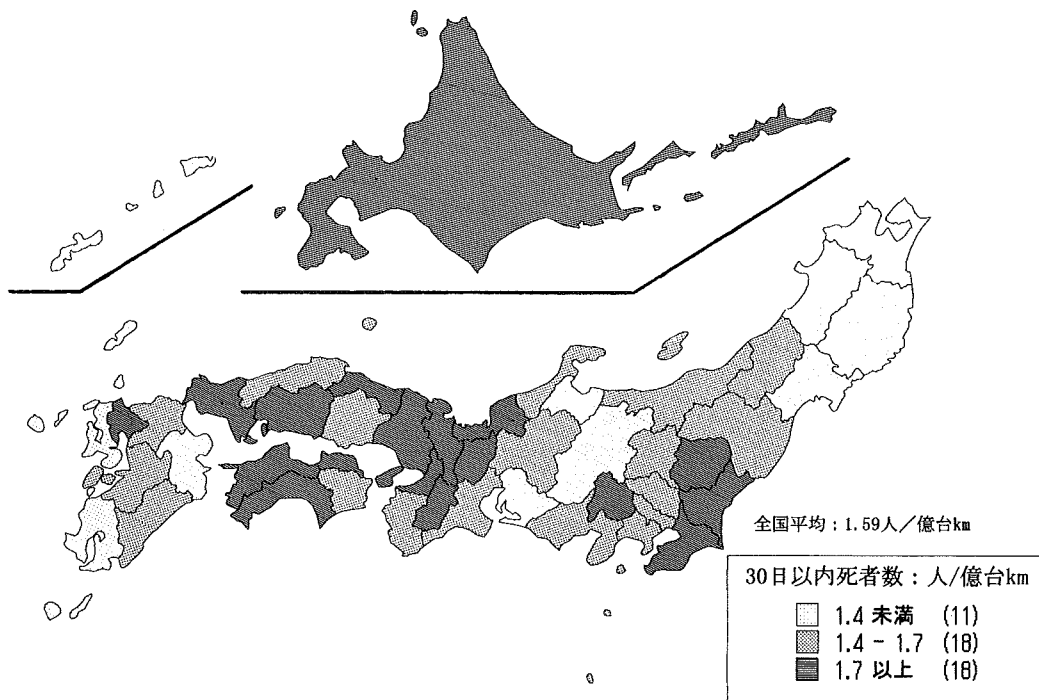 全国平均：1.59人／億台km
30日以内死者数：人/億台km
1.4 未満 (11)
1.4 - 1.7 (18)
1.7 以上 (18)